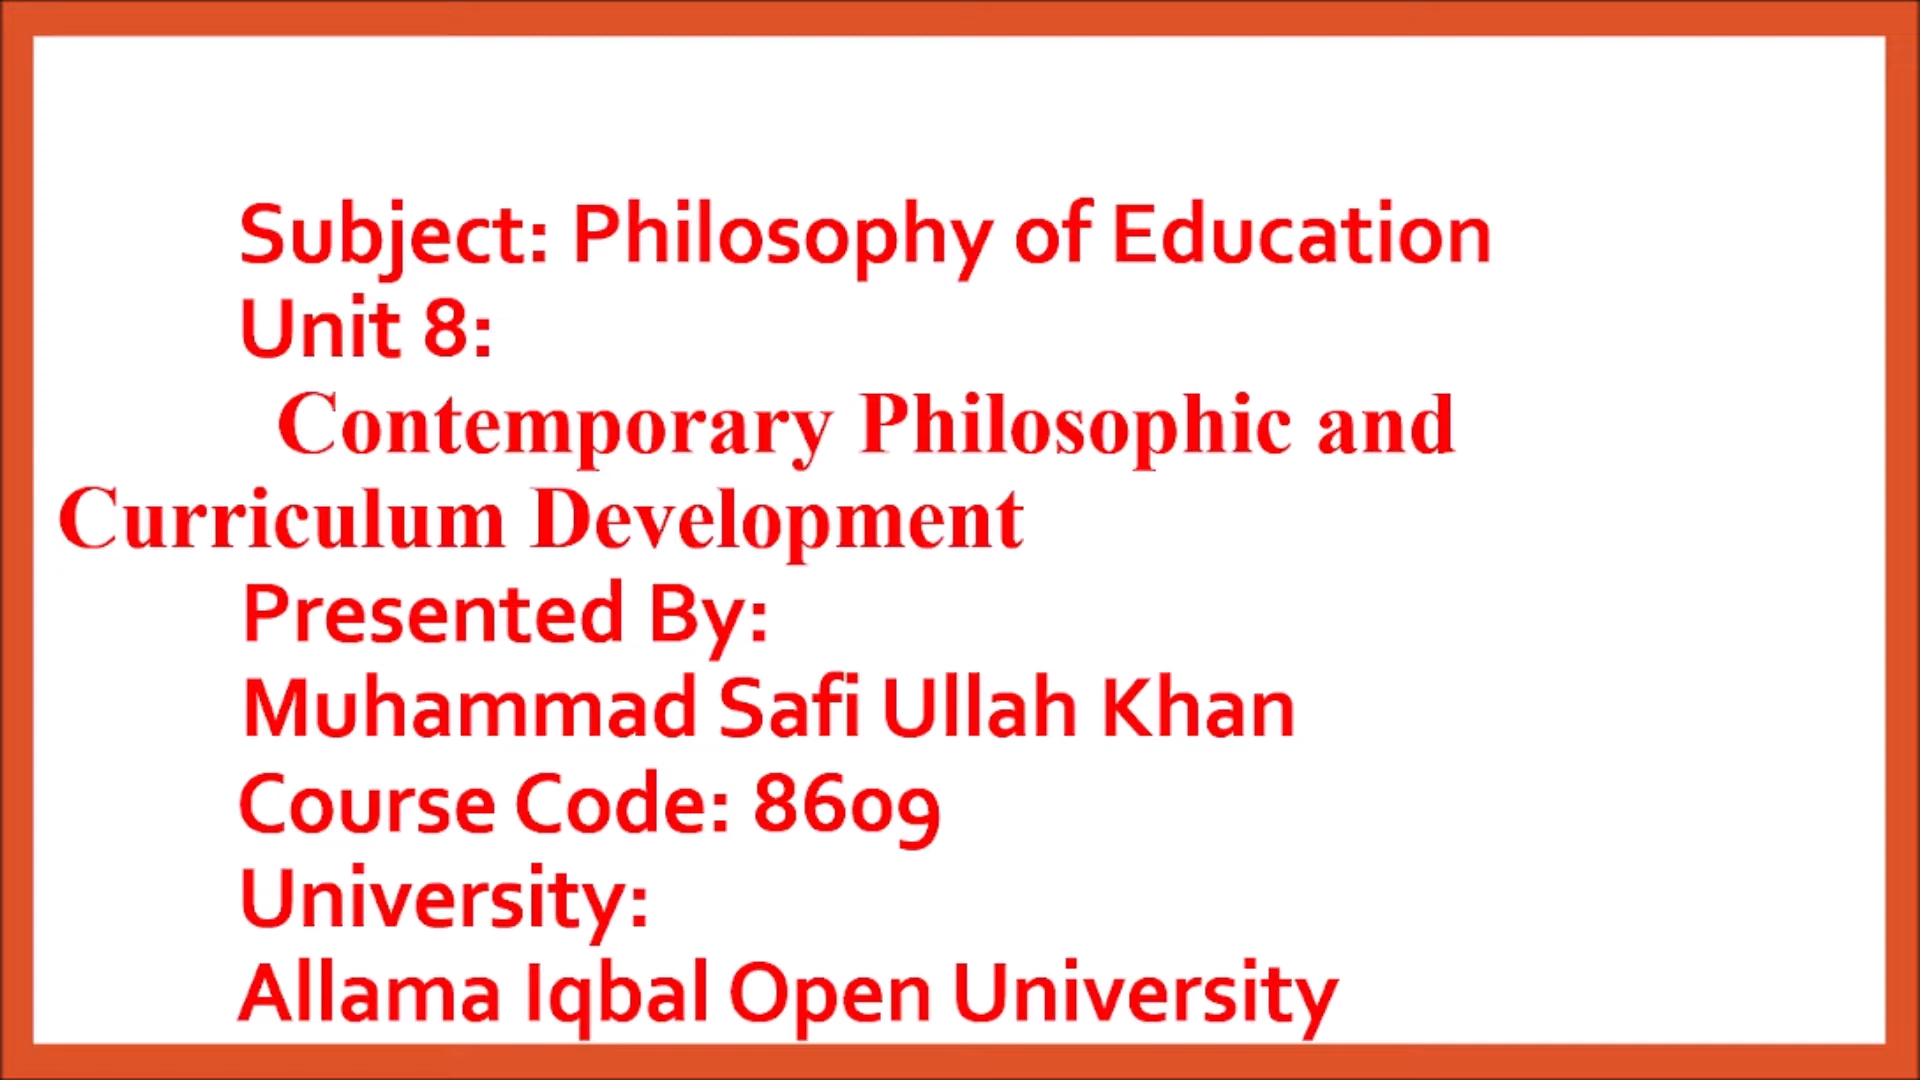 Subject: Philosophy of Education
Unit 8:
Contemporary Philosophic and
Curriculum Development
Presented By:
Muhammad Safi Ullah Khan
Course Code: 8609
University:
Allama Iqbal Open University